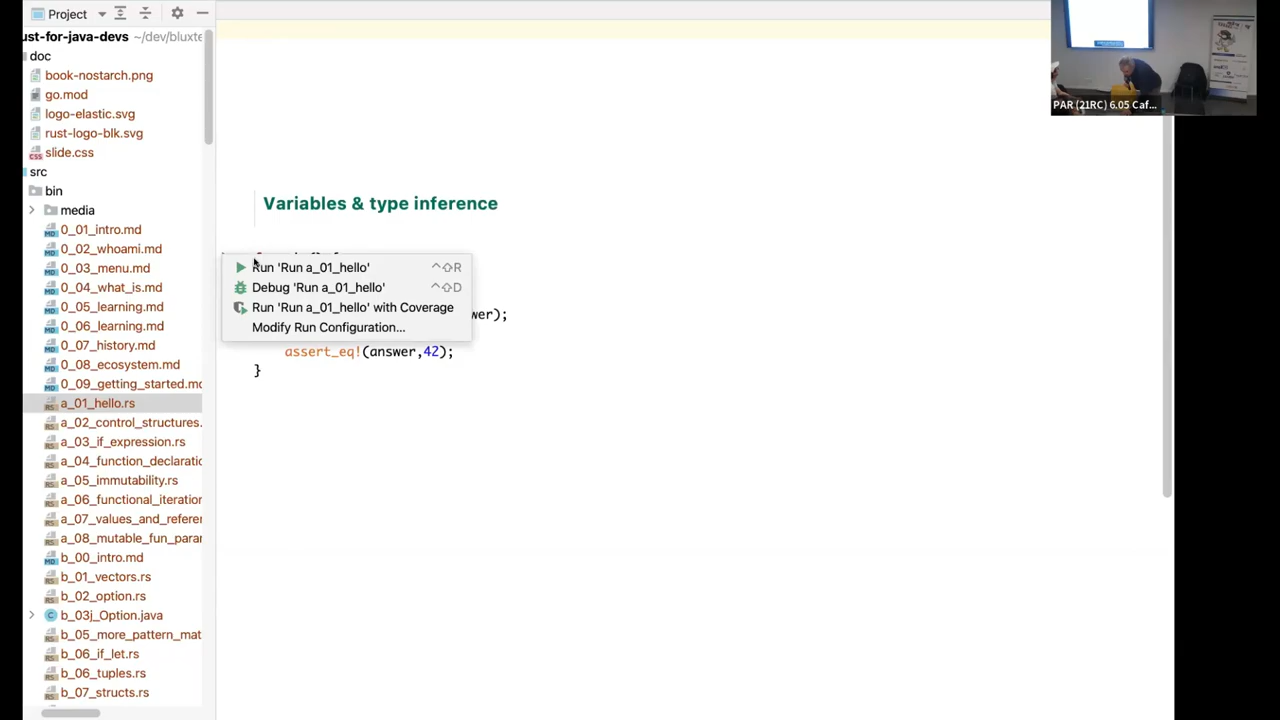 Project
ust-for-java-devs ~/dev/bluxte
doc
book-nostarch.png
go.mod
logo-elastic.svg
rust-logo-blk.svg
slide.css
src
bin
media
0_01_intro.md
0_02_whoami.md
0_03_menu.md
0_04_what_is.md
0_05_learning.md
0_06_learning.md
0_07_history.md
0_08_ecosystem.md
0_09_getting_started.md
a_01_hello.rs
a_02_control_structures.
a_03_if_expression.rs
a_04_function_declaratio
a_05_immutability.rs
a_06_functional_iteration
a_07_values_and_referen
a_08_mutable_fun_para
b_00_intro.md
b_01_vectors.rs
b_02_option.rs
b_03j_Option.java
b_05_more_pattern_mat
b_06_if_let.rs
b_06_tuples.rs
b_07_structs.rs
Variables & type inference
Run 'Run a_01_hello' ⌃⇧R
Debug 'Run a_01_hello' ⌃⇧D
Run 'Run a_01_hello' with Coverage
Modify Run Configuration...
wer);
assert_eq!(answer,42);
}
PAR (21RC) 6.05 Caf...